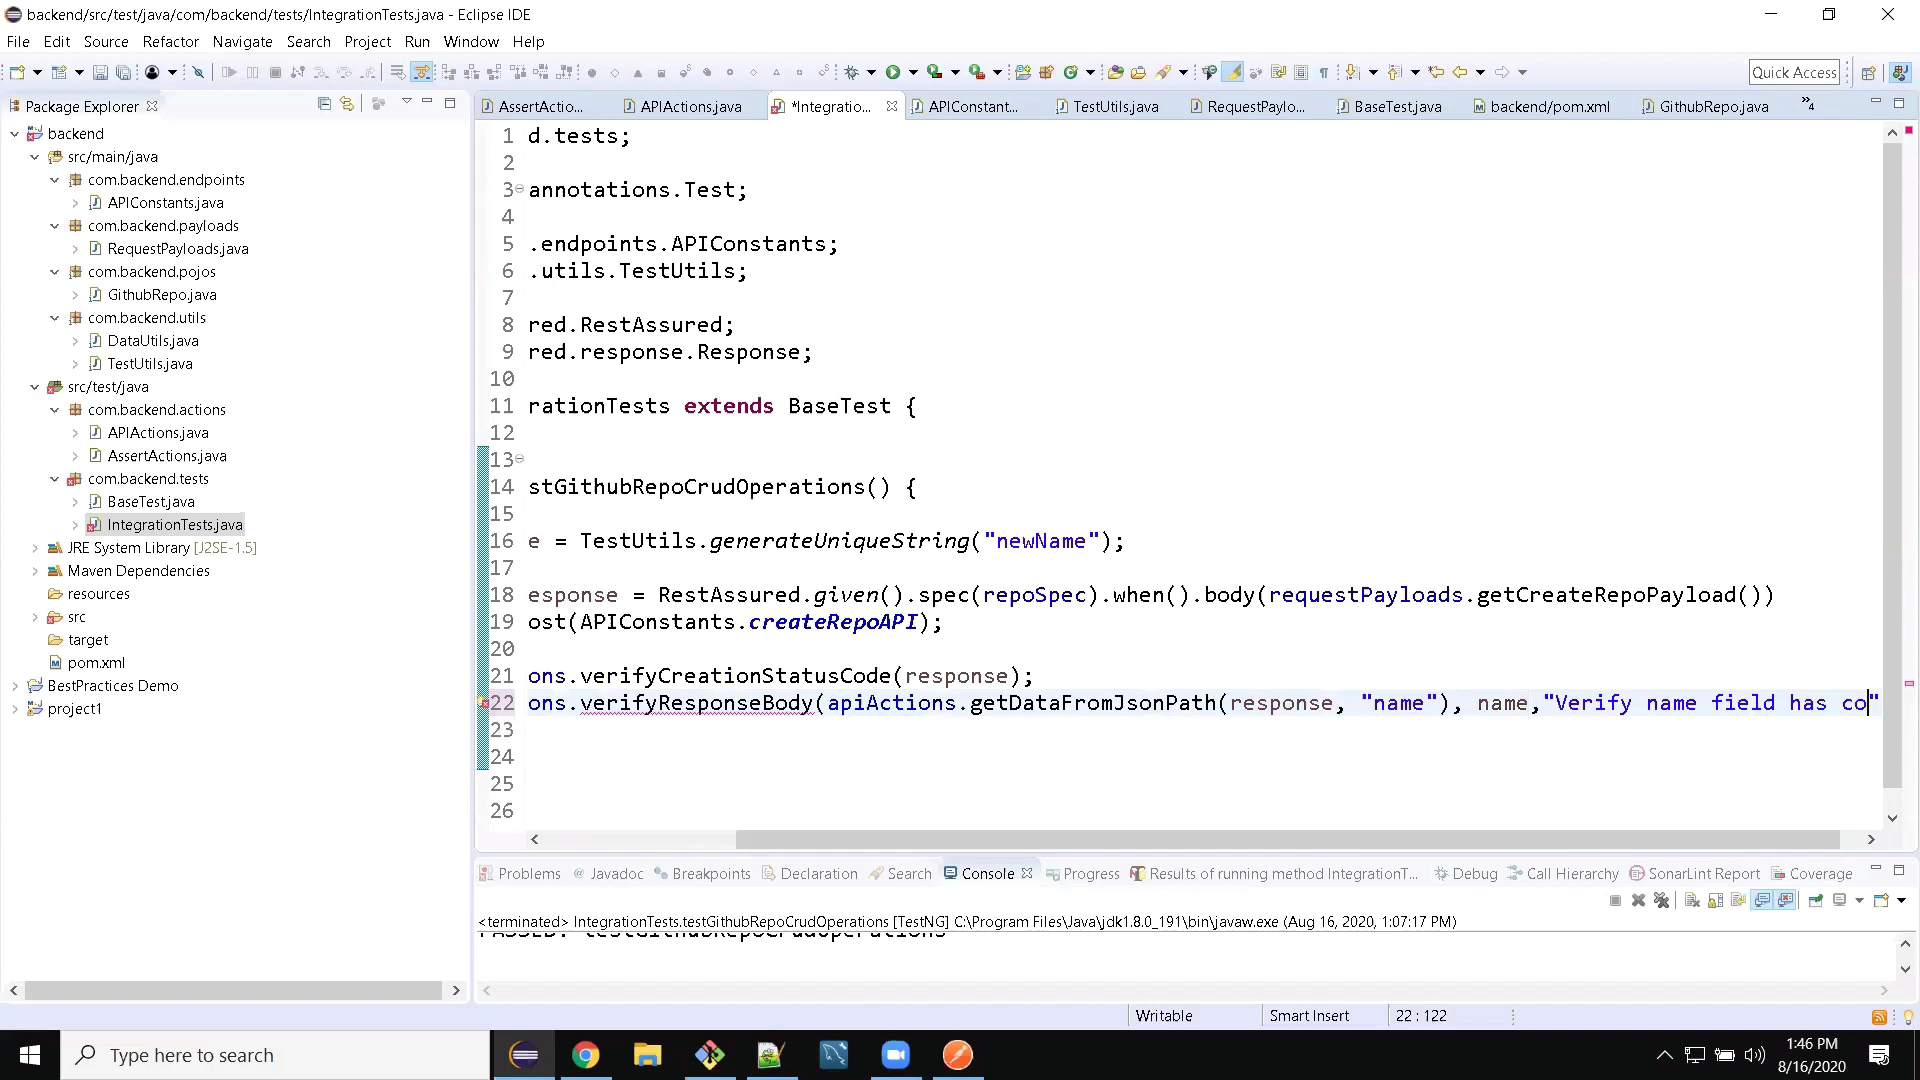 backend/src/test/java/com/backend/tests/IntegrationTests.java - Eclipse IDE
File Edit Source Refactor Navigate Search Project Run Window Help
Quick Access
Package Explorer
AssertActio... APIActions.java *Integratio... APIConstant... TestUtils.java RequestPaylo... BaseTest.java backend/pom.xml GithubRepo.java »4
backend
src/main/java
com.backend.endpoints
APIConstants.java
com.backend.payloads
RequestPayloads.java
com.backend.pojos
GithubRepo.java
com.backend.utils
DataUtils.java
TestUtils.java
src/test/java
com.backend.actions
APIActions.java
AssertActions.java
com.backend.tests
BaseTest.java
IntegrationTests.java
JRE System Library [J2SE-1.5]
Maven Dependencies
resources
src
target
pom.xml
BestPractices Demo
project1
1 d.tests;
2
3 annotations.Test;
4
5 .endpoints.APIConstants;
6 .utils.TestUtils;
7
8 red.RestAssured;
9 red.response.Response;
10
11 rationTests extends BaseTest {
12
13
14 stGithubRepoCrudOperations() {
15
16 e = TestUtils.generateUniqueString("newName");
17
18 esponse = RestAssured.given().spec(repoSpec).when().body(requestPayloads.getCreateRepoPayload())
19 ost(APIConstants.createRepoAPI);
20
21 ons.verifyCreationStatusCode(response);
22 ons.verifyResponseBody(apiActions.getDataFromJsonPath(response, "name"), name,"Verify name field has co"
23
24
25
26
Problems Javadoc Breakpoints Declaration Search Console Progress Results of running method IntegrationT... Debug Call Hierarchy SonarLint Report Coverage
<terminated> IntegrationTests.testGithubRepoCrudOperations [TestNG] C:\Program Files\Java\jdk1.8.0_191\bin\javaw.exe (Aug 16, 2020, 1:07:17 PM)
PASSED: testGithubRepoCrudOperations
Writable Smart Insert 22 : 122
Type here to search
1:46 PM
8/16/2020